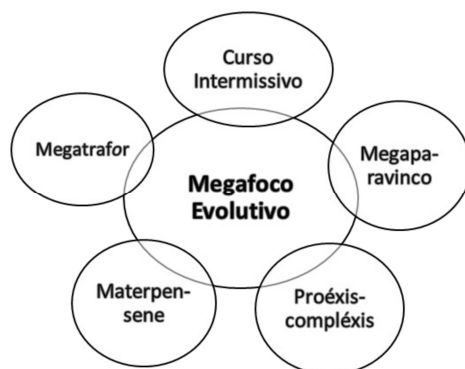 Curso
Intermissivo
Megatrafor
Megapa-
ravinco
Megafoco
Evolutivo
Materpen-
sene
Proéxis-
compléxis